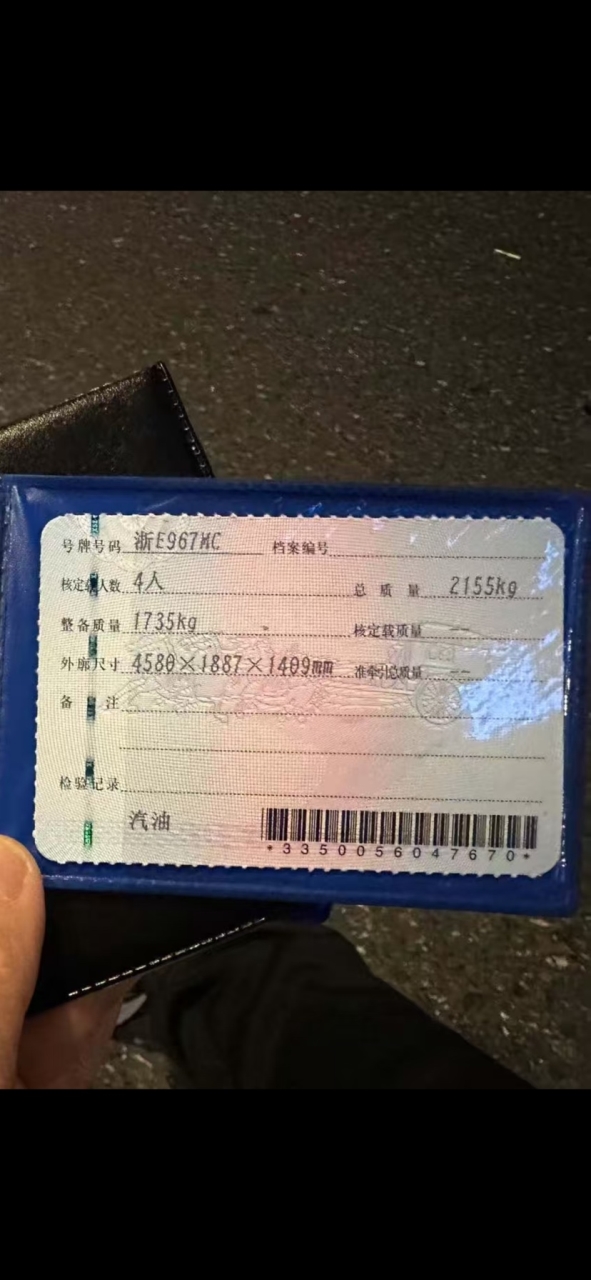 号牌号码 浙E967MC 档案编号
核定载人数 4人 总质量 2155kg
整备质量 1735kg 核定载质量 --
外廓尺寸 4580×1887×1409mm 准牵引总质量 --
备注
检验记录
汽油
*3350056047670*